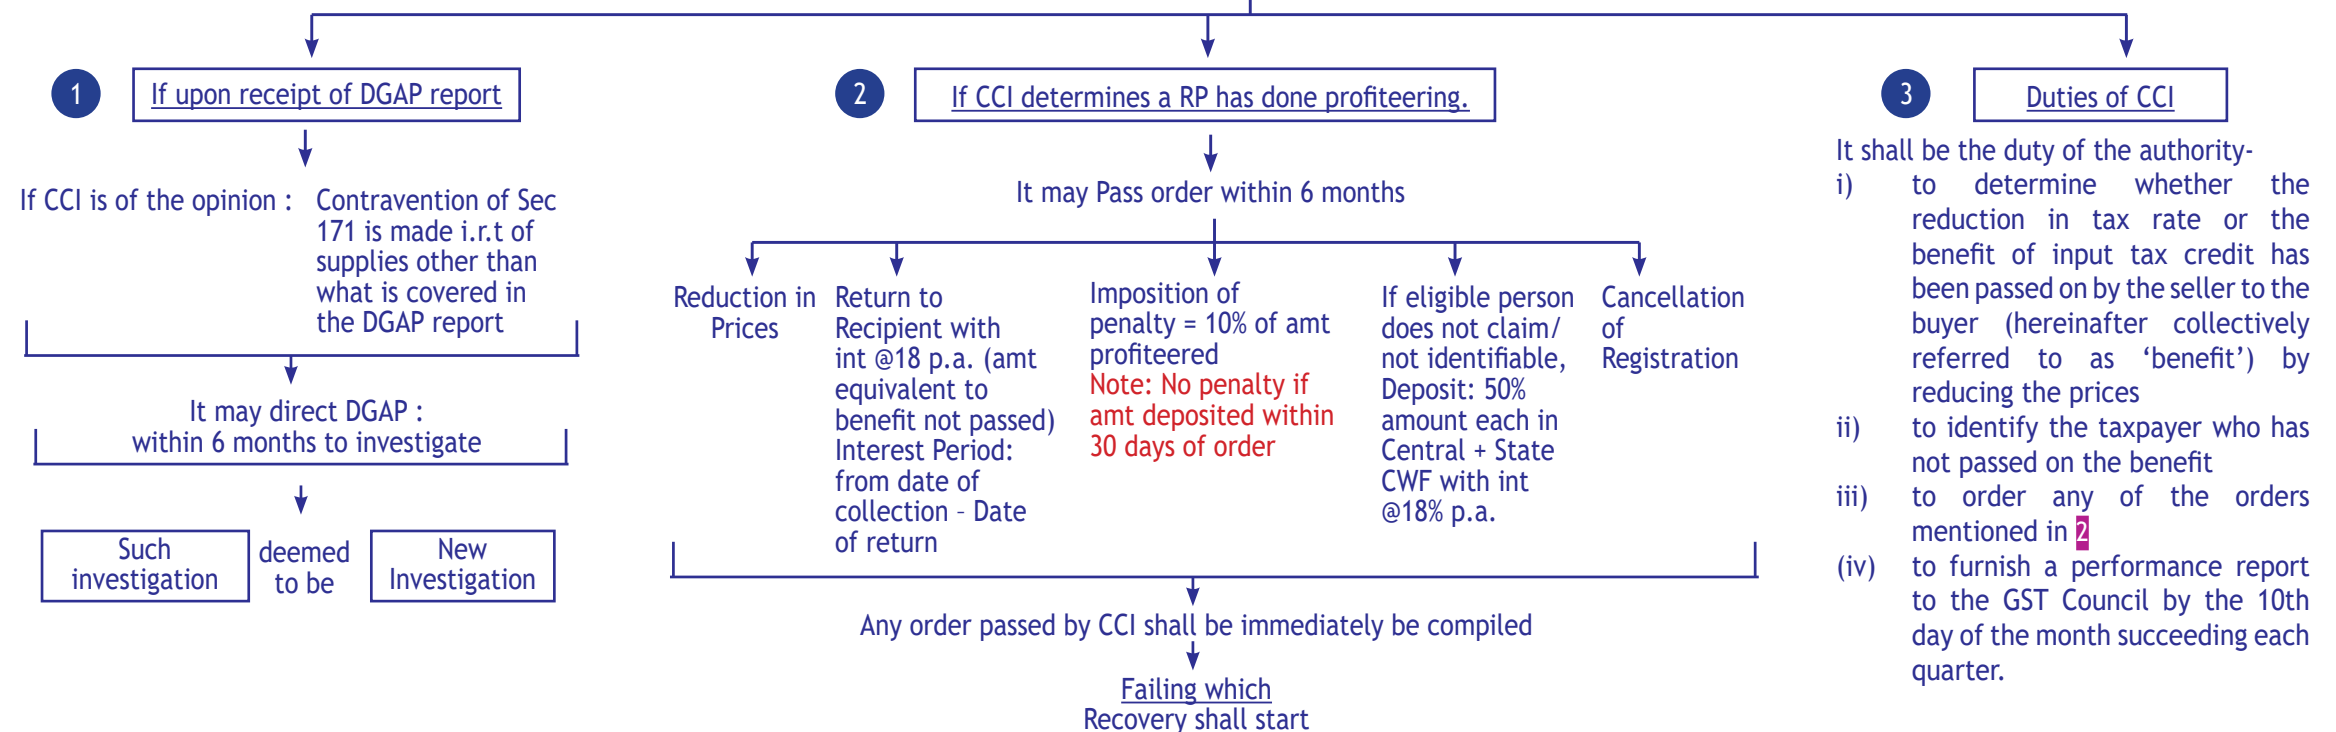 1
If upon receipt of DGAP report
If CCI is of the opinion :
Contravention of Sec
171 is made i.r.t of
supplies other than
what is covered in
the DGAP report
It may direct DGAP :
within 6 months to investigate
Such
investigation
deemed
to be
New
Investigation
2
If CCI determines a RP has done profiteering.
It may Pass order within 6 months
Reduction in
Prices
Return to
Recipient with
int @18 p.a. (amt
equivalent to
benefit not passed)
Interest Period:
from date of
collection – Date
of return
Imposition of
penalty = 10% of amt
profiteered
Note: No penalty if
amt deposited within
30 days of order
If eligible person
does not claim/
not identifiable,
Deposit: 50%
amount each in
Central + State
CWF with int
@18% p.a.
Cancellation
of
Registration
Any order passed by CCI shall be immediately be compiled
Failing which
Recovery shall start
3
Duties of CCI
It shall be the duty of the authority-
i) to determine whether the
reduction in tax rate or the
benefit of input tax credit has
been passed on by the seller to the
buyer (hereinafter collectively
referred to as ‘benefit’) by
reducing the prices
ii) to identify the taxpayer who has
not passed on the benefit
iii) to order any of the orders
mentioned in 2
(iv) to furnish a performance report
to the GST Council by the 10th
day of the month succeeding each
quarter.